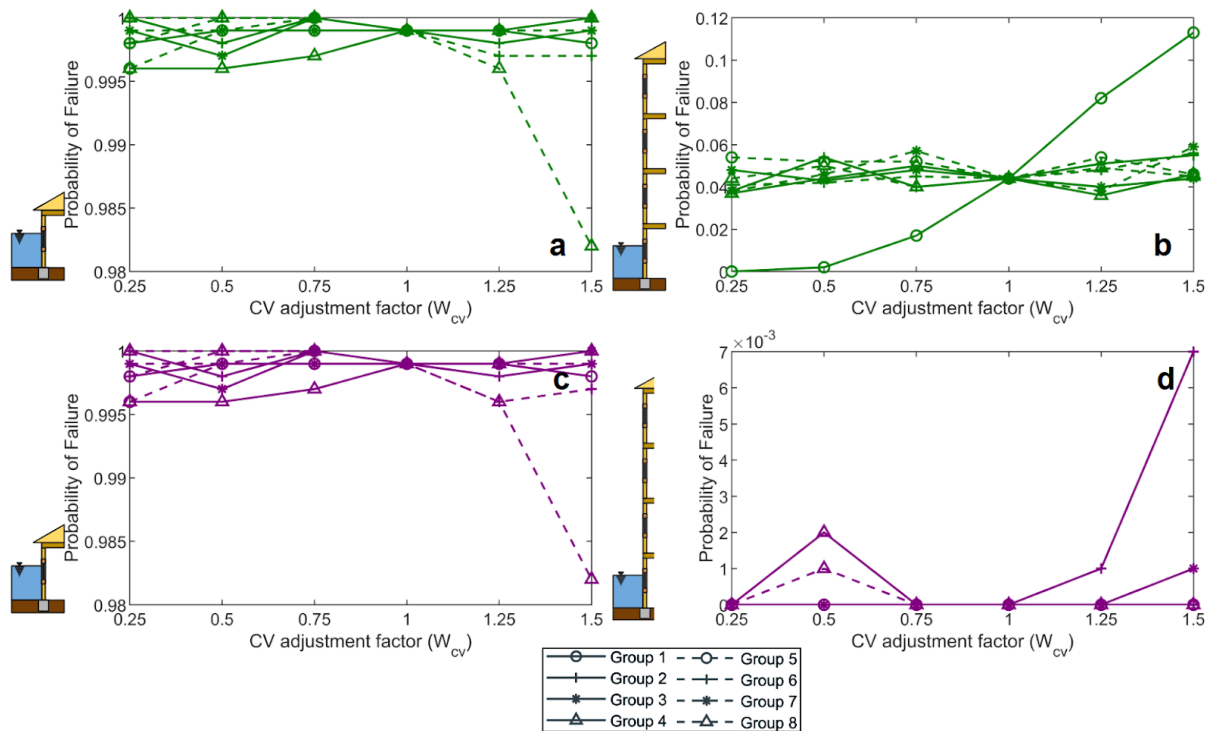 1
0.995
0.99
0.985
0.98
0.25 0.5 0.75 1 1.25 1.5
Probability of Failure
CV adjustment factor (Wcv)
a
0.12
0.1
0.08
0.06
0.04
0.02
0
0.25 0.5 0.75 1 1.25 1.5
Probability of Failure
CV adjustment factor (Wcv)
b
1
0.995
0.99
0.985
0.98
0.25 0.5 0.75 1 1.25 1.5
Probability of Failure
CV adjustment factor (Wcv)
c
×10-3
7
6
5
4
3
2
1
0
0.25 0.5 0.75 1 1.25 1.5
Probability of Failure
CV adjustment factor (Wcv)
d
Group 1 Group 5
Group 2 Group 6
Group 3 Group 7
Group 4 Group 8